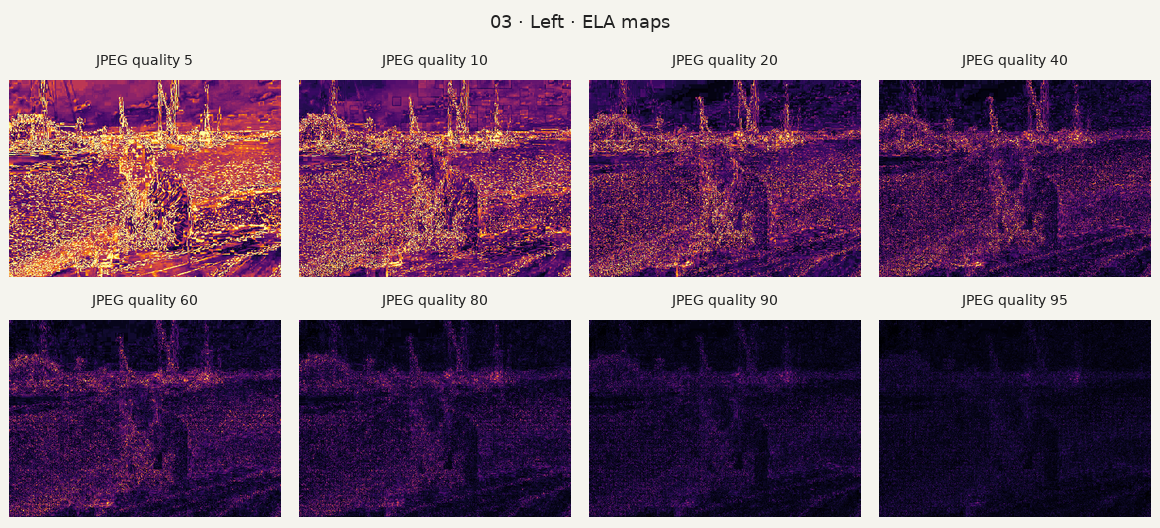 03 · Left · ELA maps
JPEG quality 5
JPEG quality 10
JPEG quality 20
JPEG quality 40
JPEG quality 60
JPEG quality 80
JPEG quality 90
JPEG quality 95